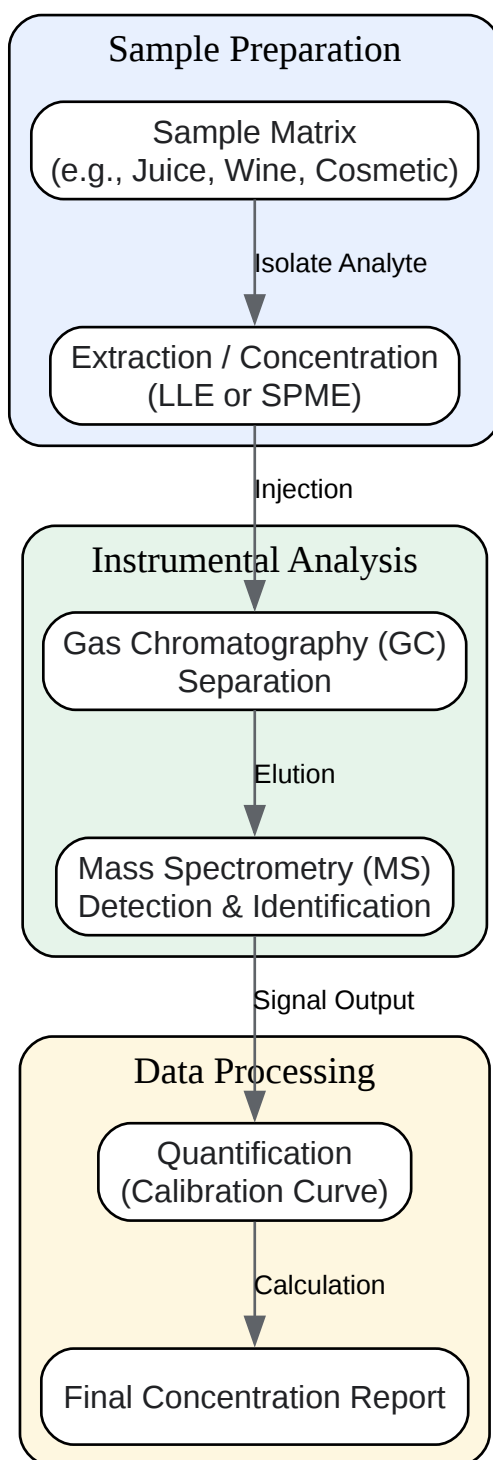 Sample Preparation
Sample Matrix
(e.g., Juice, Wine, Cosmetic)
Isolate Analyte
Extraction / Concentration
(LLE or SPME)
Injection
Instrumental Analysis
Gas Chromatography (GC)
Separation
Elution
Mass Spectrometry (MS)
Detection & Identification
Signal Output
Data Processing
Quantification
(Calibration Curve)
Calculation
Final Concentration Report